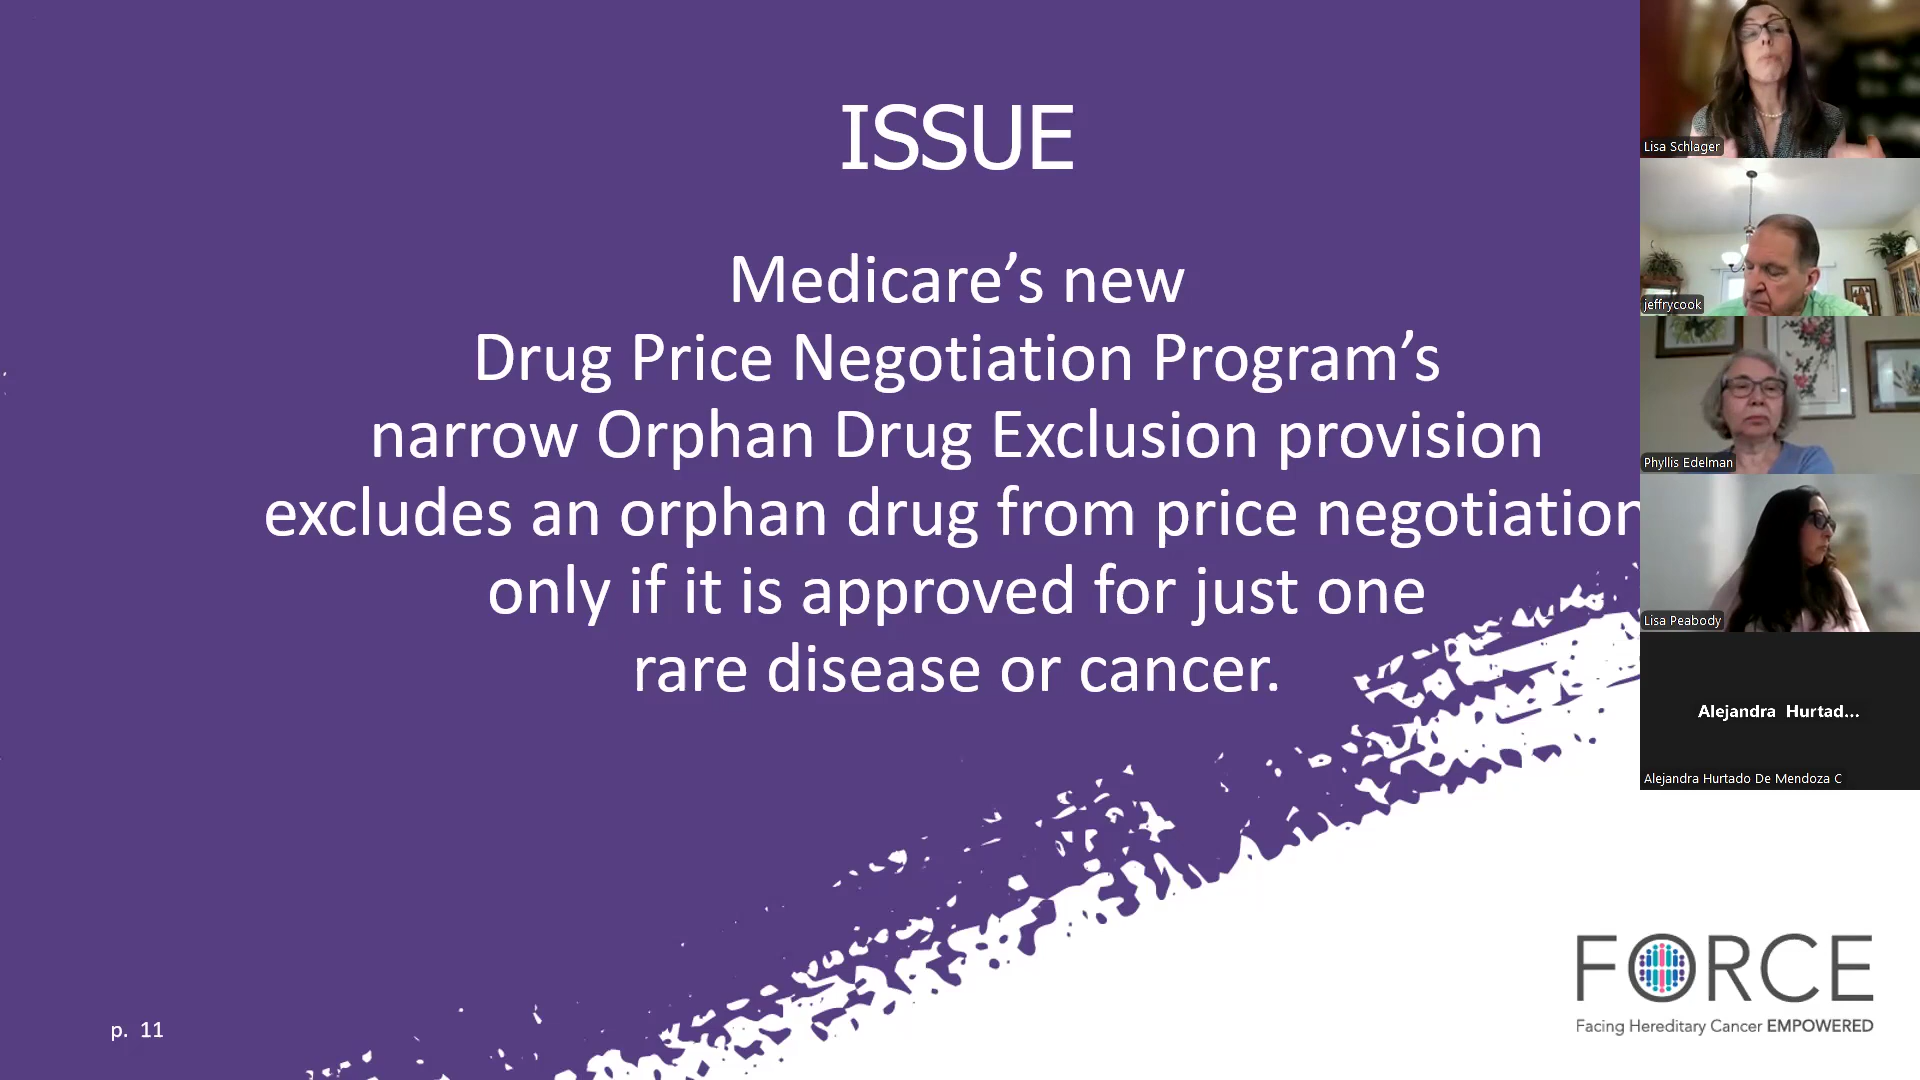 ISSUE
Medicare’s new
Drug Price Negotiation Program’s
narrow Orphan Drug Exclusion provision
excludes an orphan drug from price negotiation
only if it is approved for just one
rare disease or cancer.
p. 11
FORCE
Facing Hereditary Cancer EMPOWERED
Lisa Schlager
jeffrycook
Phyllis Edelman
Lisa Peabody
Alejandra Hurtad...
Alejandra Hurtado De Mendoza C